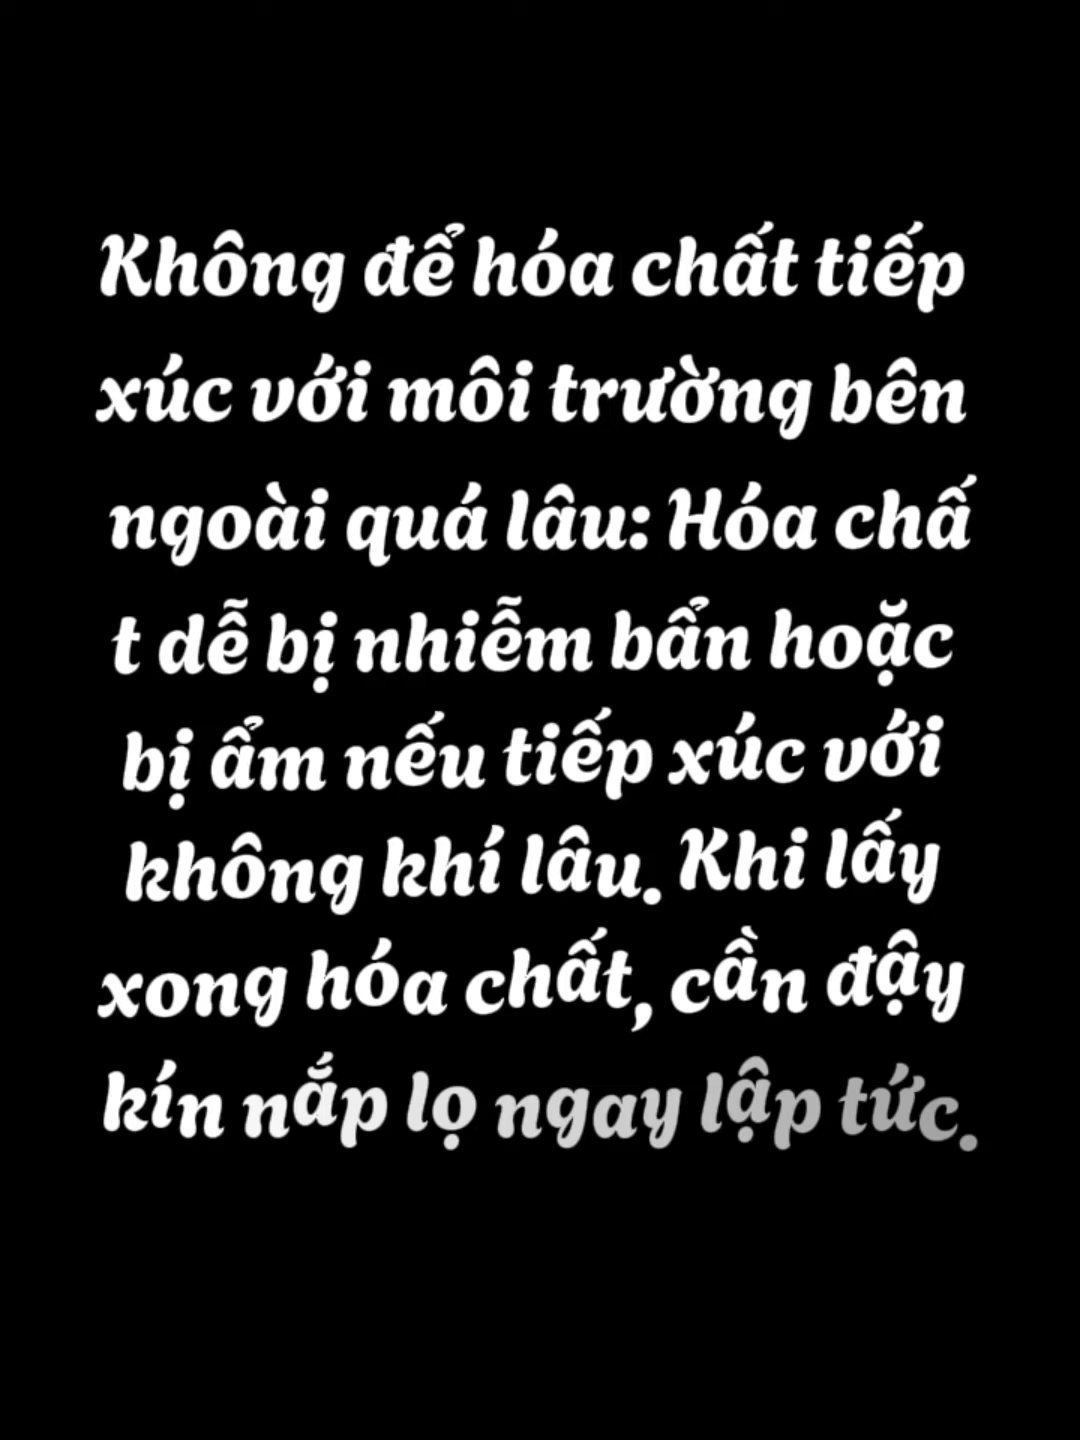 Không để hóa chất tiếp
xúc với môi trường bên
ngoài quá lâu: Hóa chấ
t dễ bị nhiễm bẩn hoặc
bị ẩm nếu tiếp xúc với
không khí lâu. Khi lấy
xong hóa chất, cần đậy
kín nắp lọ ngay lập tức.